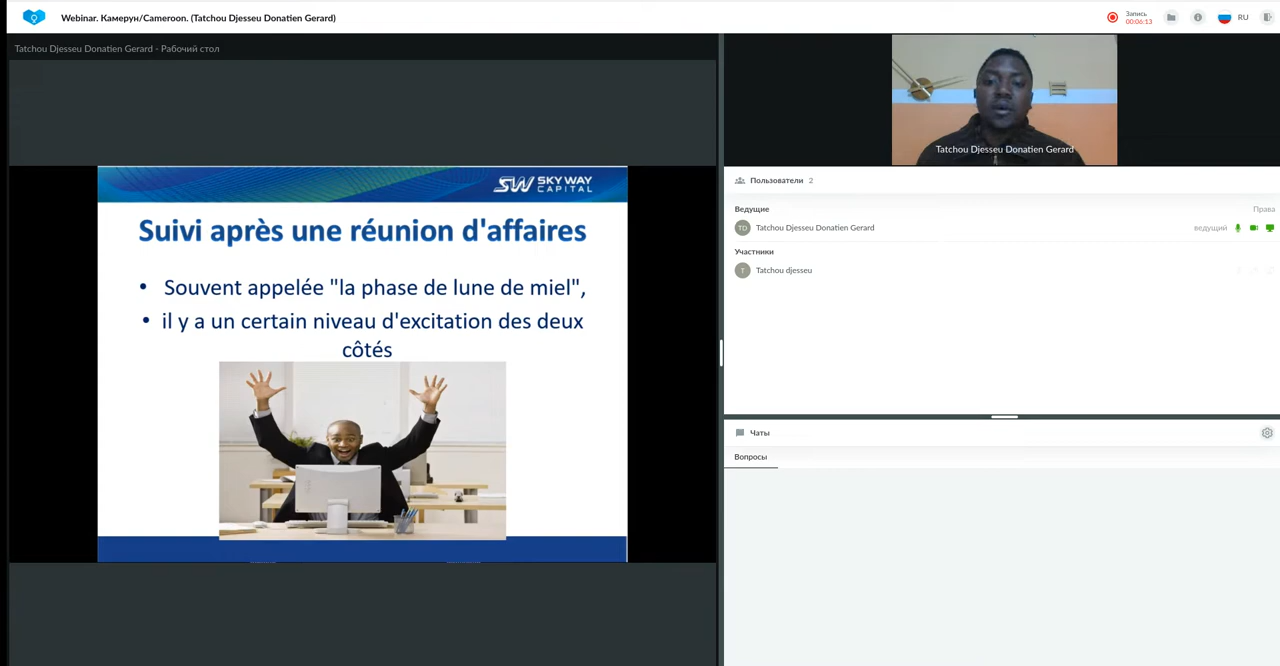 Webinar. Камерун/Cameroon. (Tatchou Djesseu Donatien Gerard)
Запись
00:06:13
RU
Tatchou Djesseu Donatien Gerard - Рабочий стол
SW SKY WAY
CAPITAL
Suivi après une réunion d'affaires
• Souvent appelée "la phase de lune de miel",
• il y a un certain niveau d'excitation des deux
côtés
Tatchou Djesseu Donatien Gerard
Пользователи 2
Ведущие Права
TD Tatchou Djesseu Donatien Gerard ведущий
Участники
T Tatchou djesseu
Чаты
Вопросы